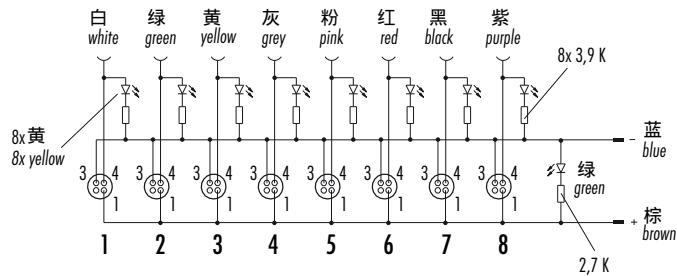 白 绿 黄 灰 粉 红 黑 紫
white green yellow grey pink red black purple
8x 3,9 K
8x黄
8x yellow
− 蓝
blue
3 4 3 4 3 4 3 4 3 4 3 4 3 4 3 4
绿
green
1 1 1 1 1 1 1 1
+ 棕
brown
1 2 3 4 5 6 7 8
2,7 K